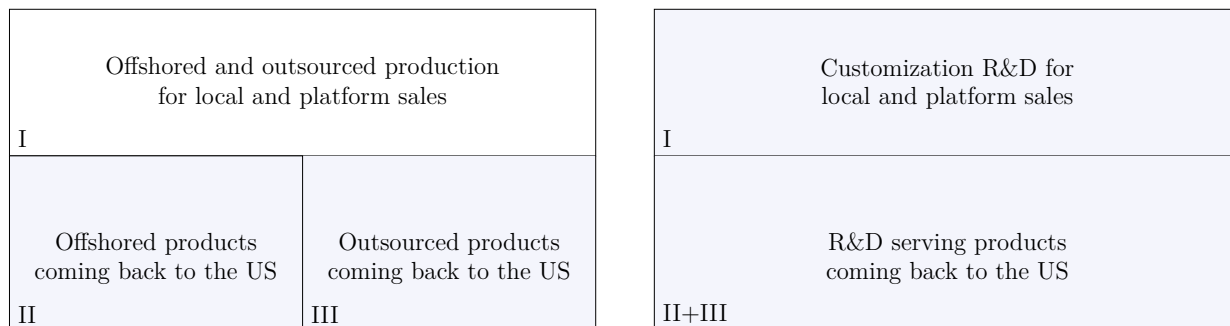 Offshored and outsourced production
for local and platform sales
I
Offshored products
coming back to the US
II
Outsourced products
coming back to the US
III
Customization R&D for
local and platform sales
I
R&D serving products
coming back to the US
II+III